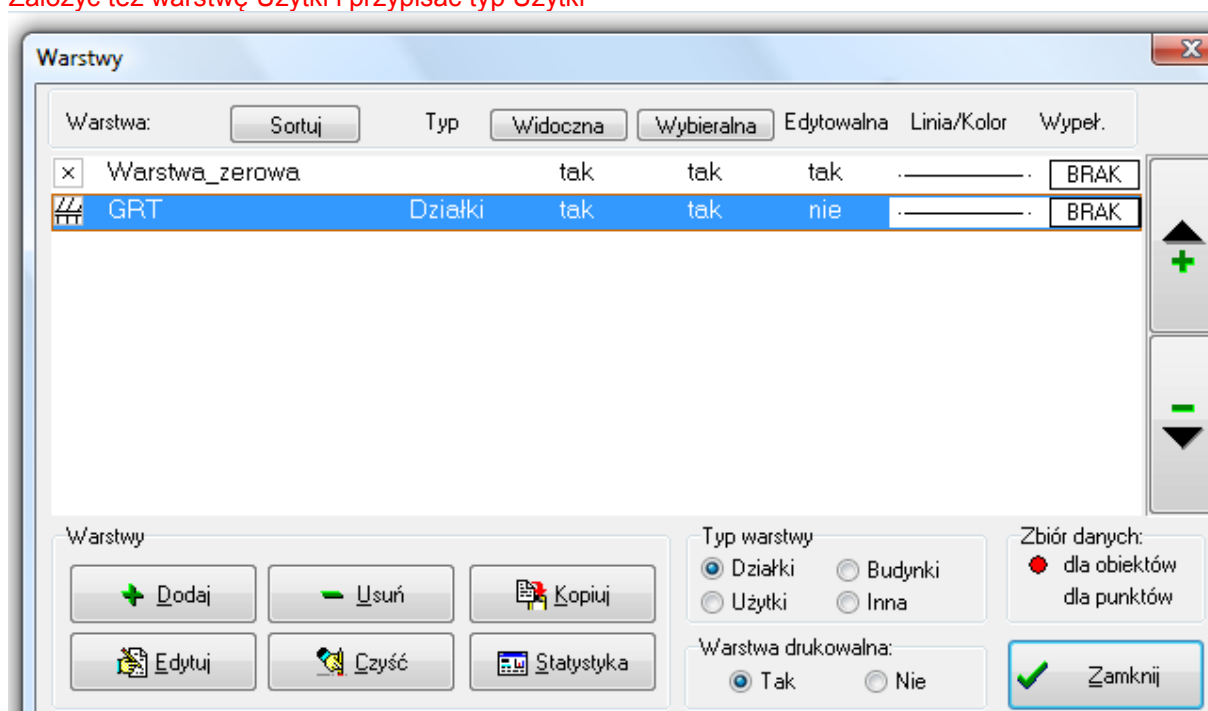 Założyć też warstwę Użytki i przypisać typ Użytki
Warstwy
Warstwa: Sortuj Typ Widoczna Wybieralna Edytowalna Linia/Kolor Wypeł.
Warstwa_zerowa tak tak tak BRAK
GRT Działki tak tak nie BRAK
Warstwy Typ warstwy Zbiór danych:
Dodaj Usuń Kopiuj Działki Budynki dla obiektów
Użytki Inna dla punktów
Edytuj Czyść Statystyka Warstwa drukowalna: Zamknij
Tak Nie